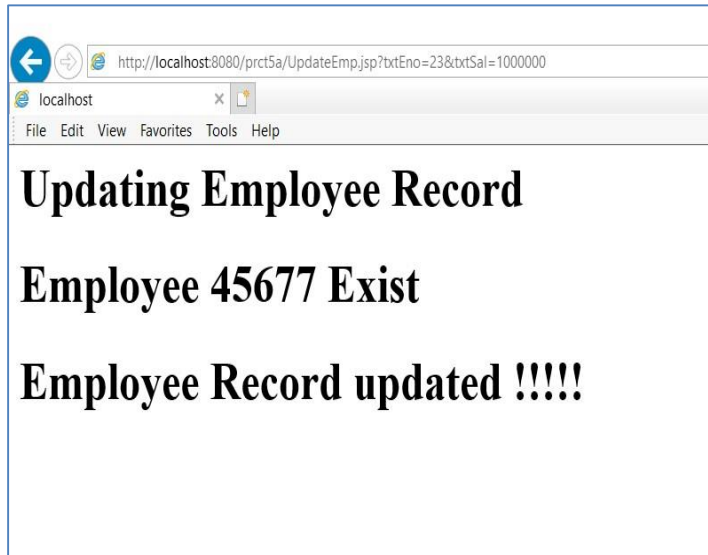 http://localhost:8080/prct5a/UpdateEmp.jsp?txtEno=23&txtSal=1000000
localhost
File Edit View Favorites Tools Help
Updating Employee Record
Employee 45677 Exist
Employee Record updated !!!!!